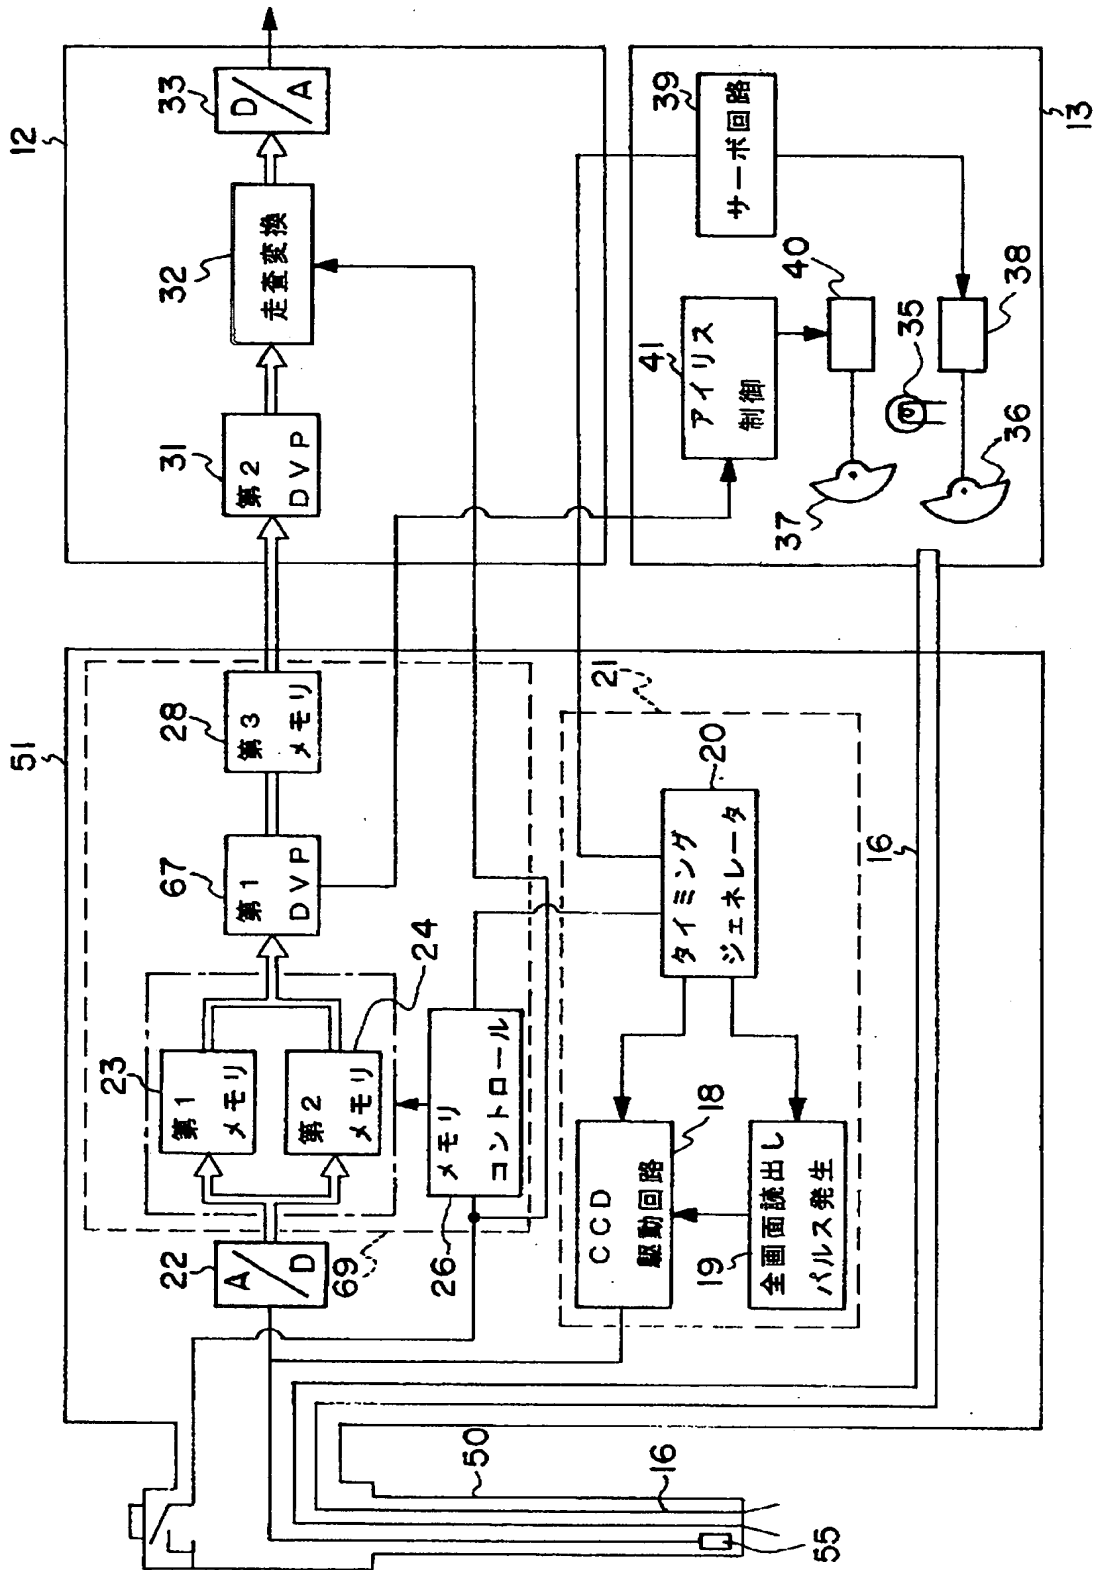 12
33
D/A
32
走査変換
31
第2
DVP
39
サーボ回路
13
40
41
アイリス
制御
35
38
37
36
51
28
第3
メモリ
67
第1
DVP
23
第1
メモリ
24
第2
メモリ
22
A/D
69
26
メモリ
コントロール
21
20
タイミング
ジェネレータ
18
CCD
駆動回路
19
全画面読出し
パルス発生
16
50
16
55